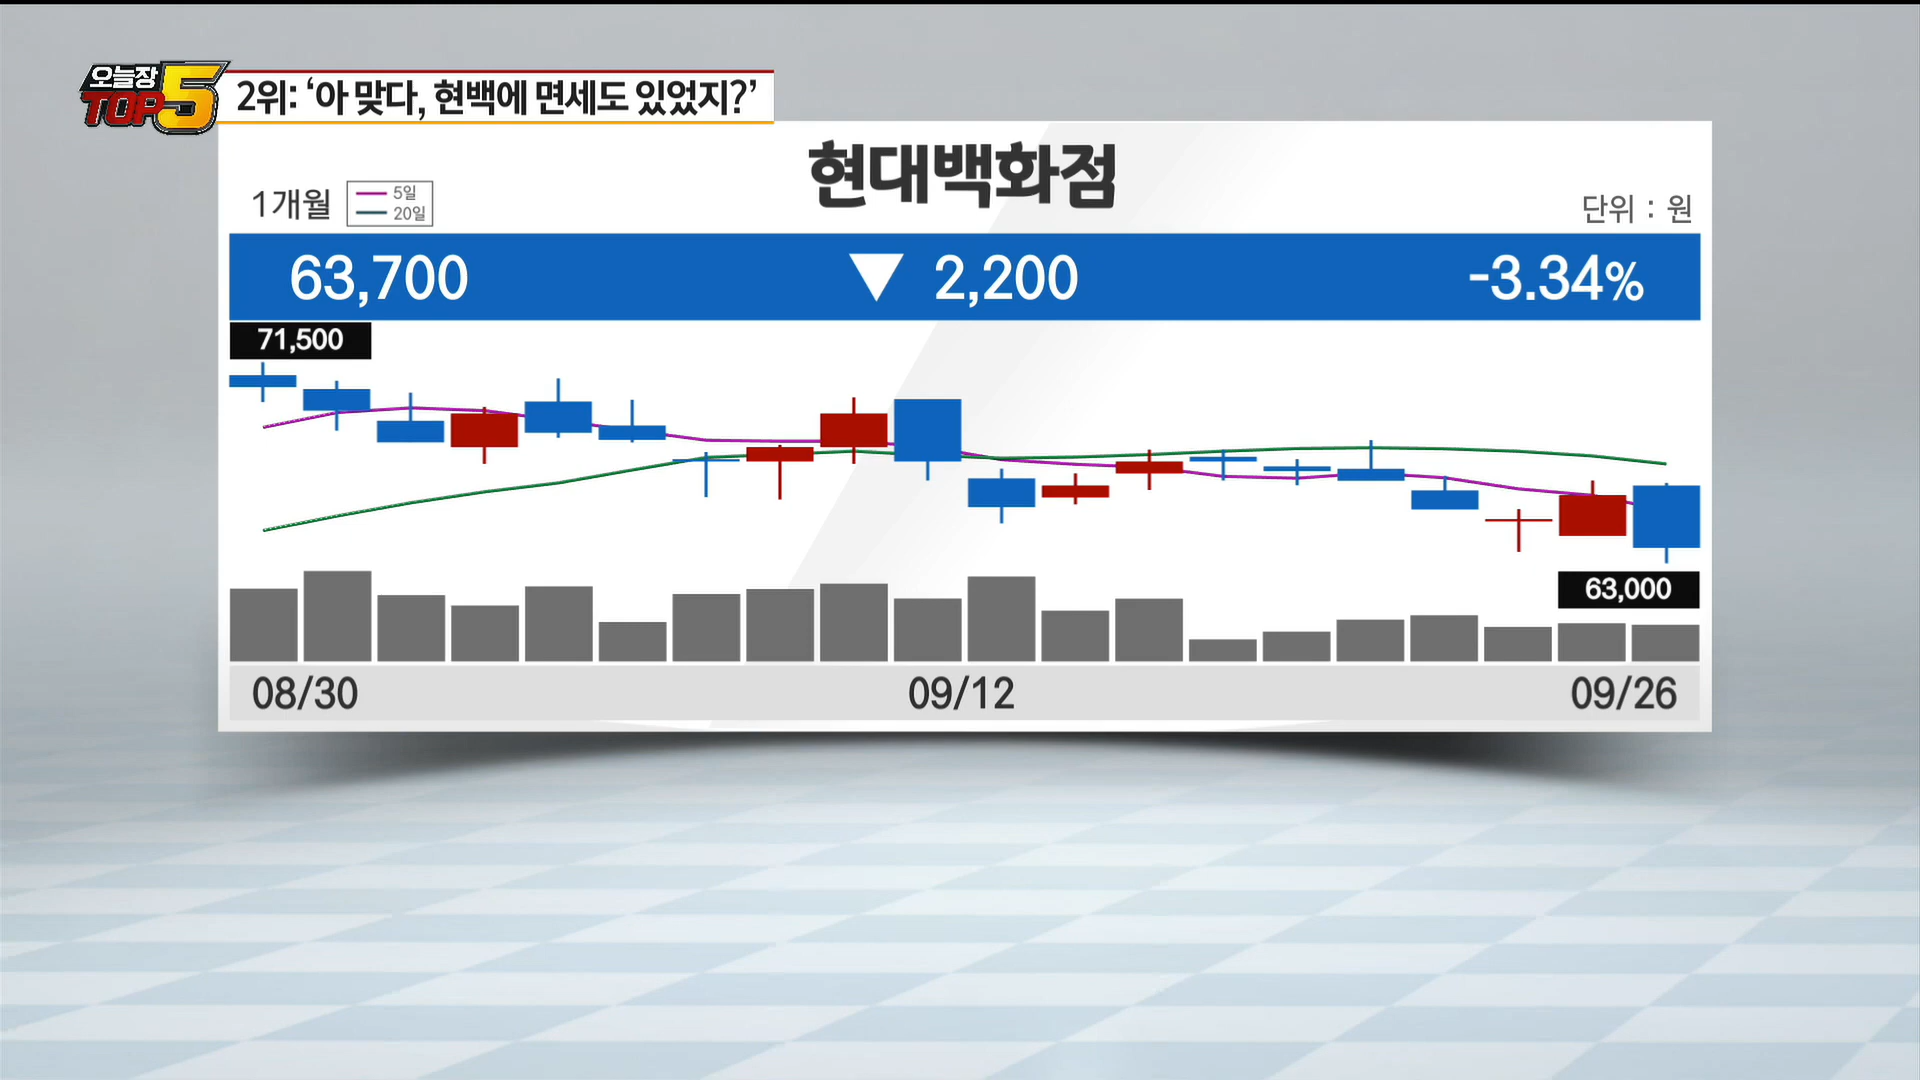 오늘장
TOP5
2위: ‘아 맞다, 현백에 면세도 있었지?’
현대백화점
1개월
5일
20일
단위 : 원
63,700 ▼ 2,200 -3.34%
71,500
63,000
08/30 09/12 09/26